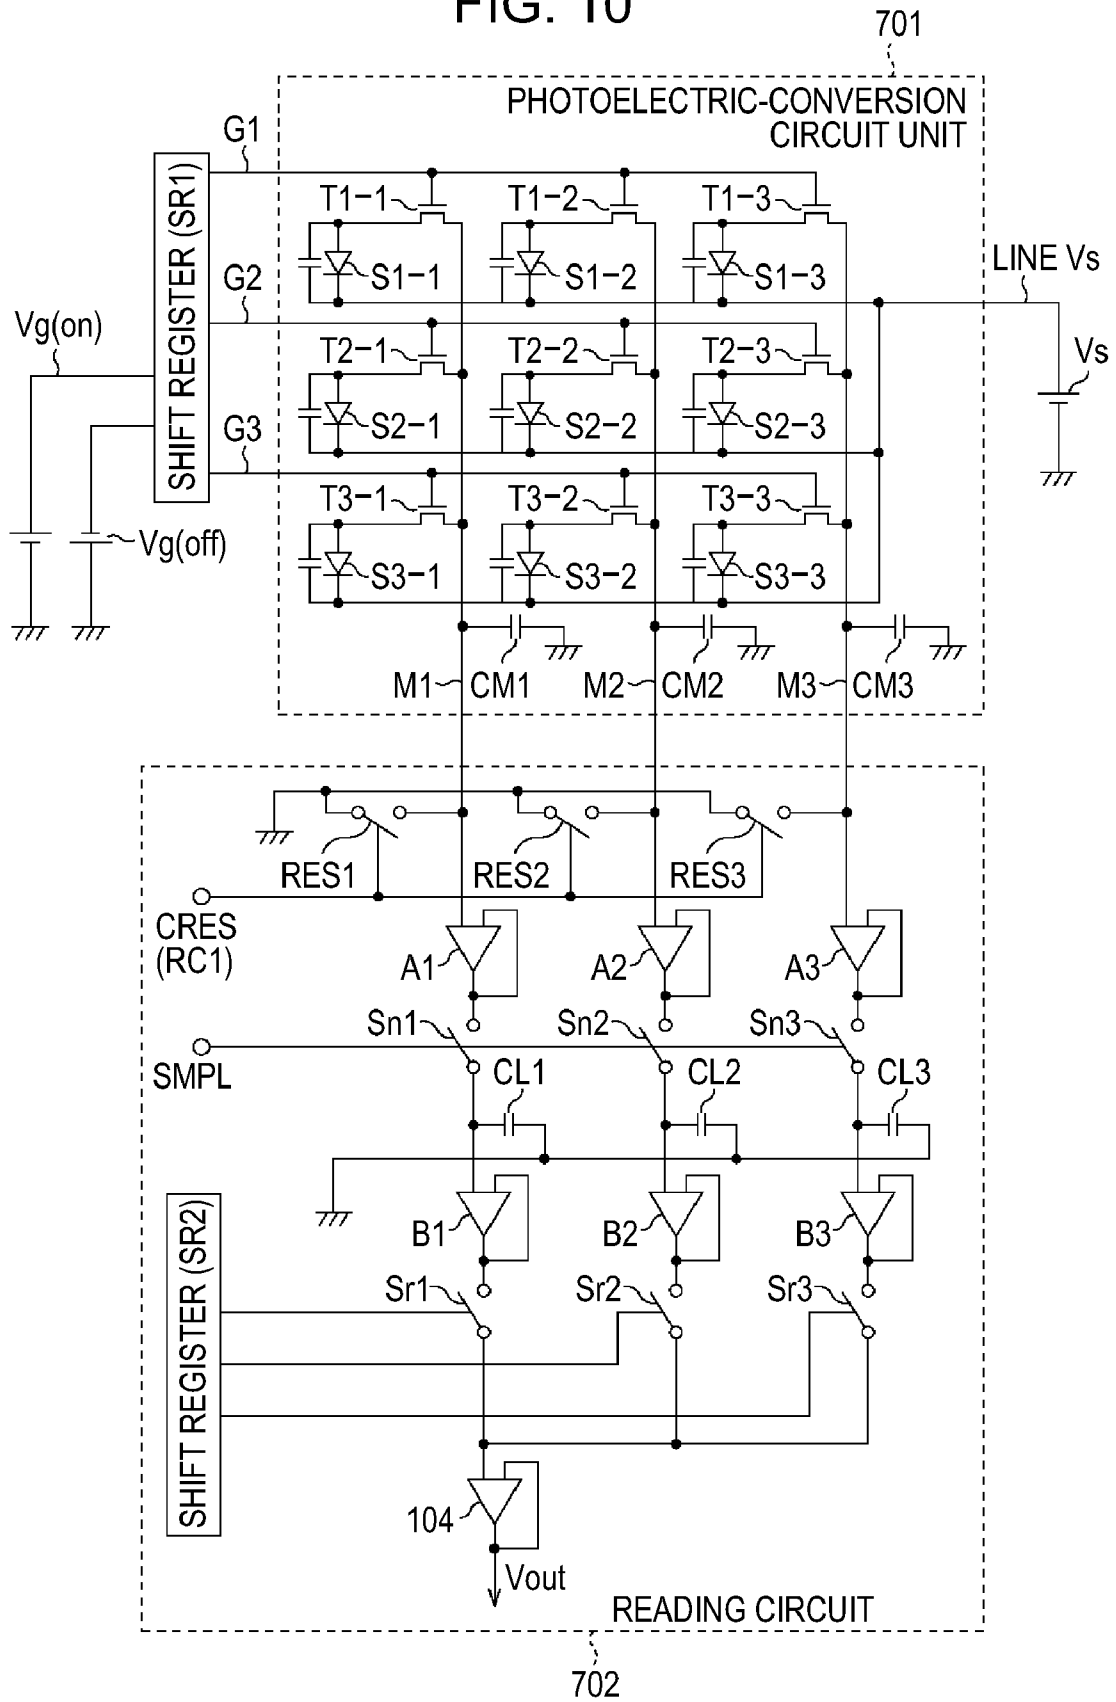 FIG. 10
701
PHOTOELECTRIC-CONVERSION
CIRCUIT UNIT
G1
T1-1
T1-2
T1-3
S1-1
S1-2
S1-3
LINE Vs
SHIFT REGISTER (SR1)
G2
Vg(on)
T2-1
T2-2
T2-3
Vs
S2-1
S2-2
S2-3
G3
T3-1
T3-2
T3-3
Vg(off)
S3-1
S3-2
S3-3
M1
CM1
M2
CM2
M3
CM3
RES1
RES2
RES3
CRES
(RC1)
A1
A2
A3
Sn1
Sn2
Sn3
SMPL
CL1
CL2
CL3
SHIFT REGISTER (SR2)
B1
B2
B3
Sr1
Sr2
Sr3
104
Vout
READING CIRCUIT
702